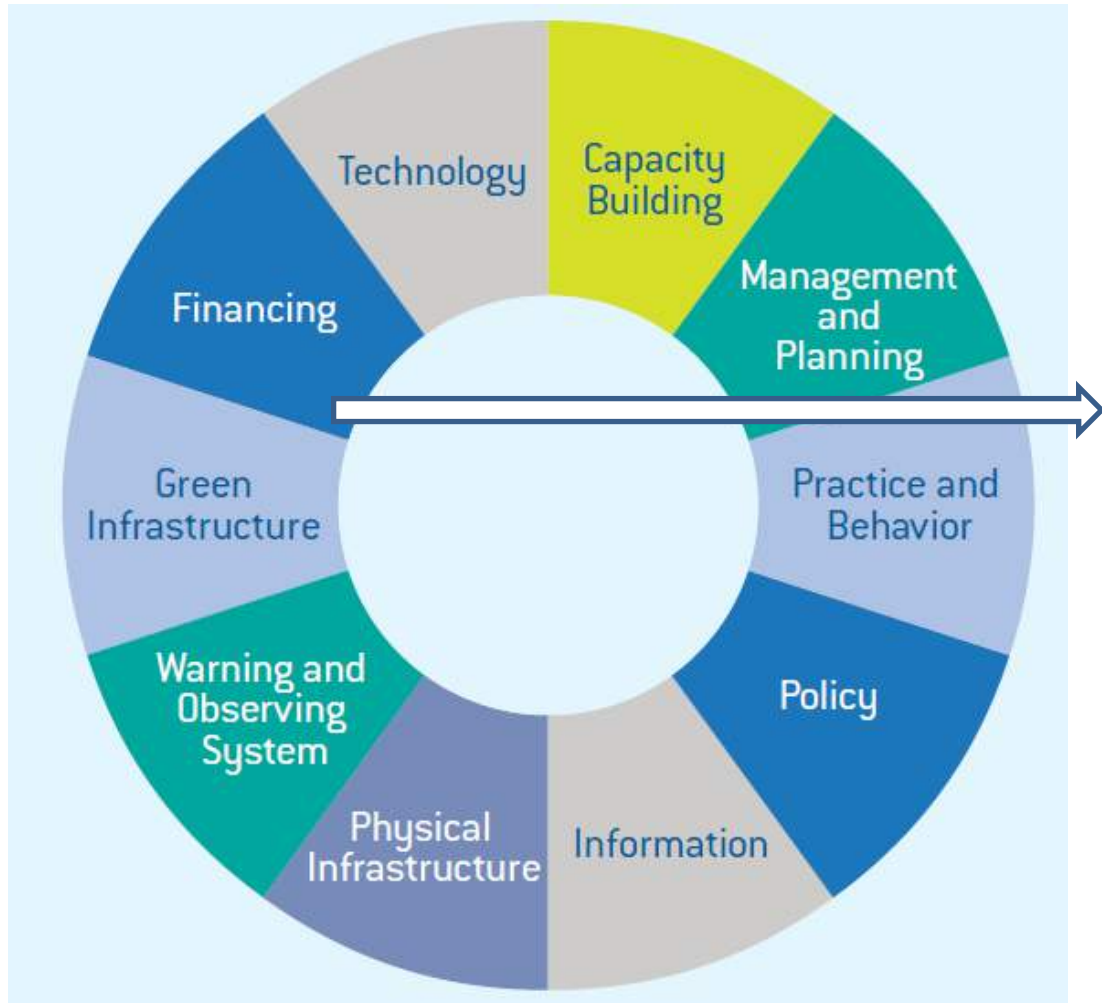 Technology
Capacity
Building
Management
and
Planning
Financing
Green
Infrastructure
Practice and
Behavior
Warning and
Observing
System
Policy
Physical
Infrastructure
Information